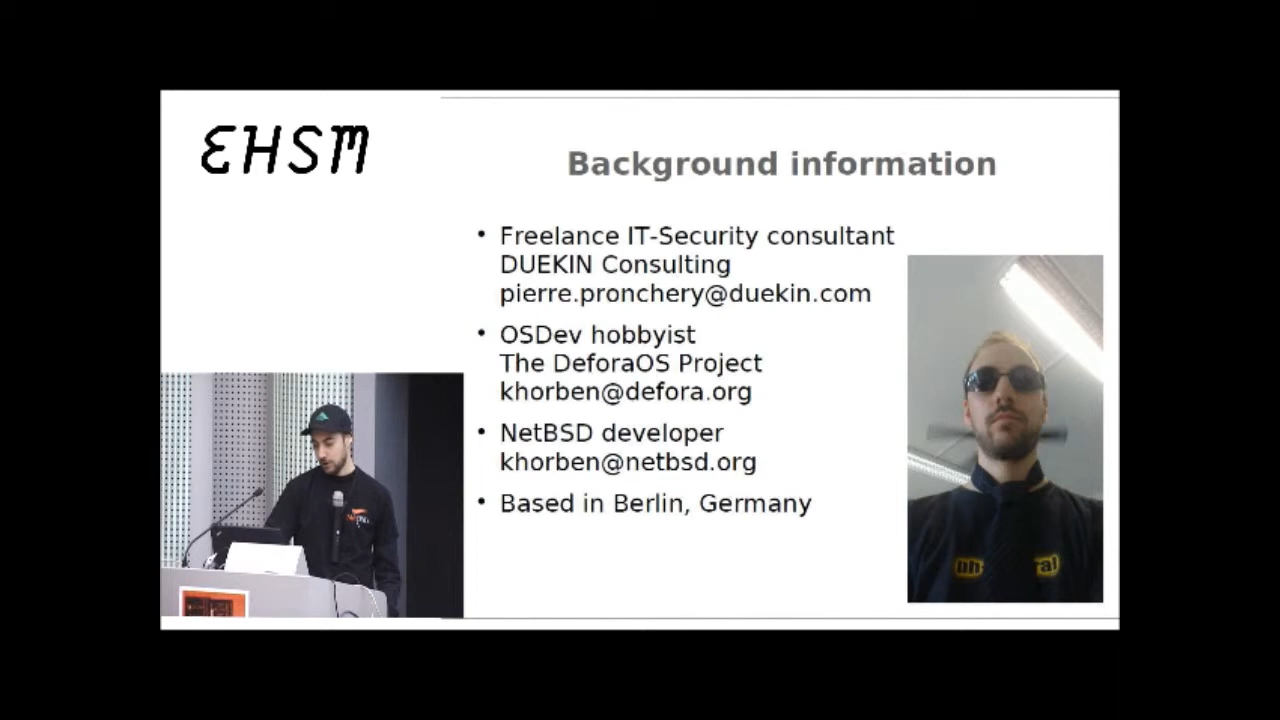 EHSM
Background information
• Freelance IT-Security consultant
DUEKIN Consulting
pierre.pronchery@duekin.com
• OSDev hobbyist
The DeforaOS Project
khorben@defora.org
• NetBSD developer
khorben@netbsd.org
• Based in Berlin, Germany